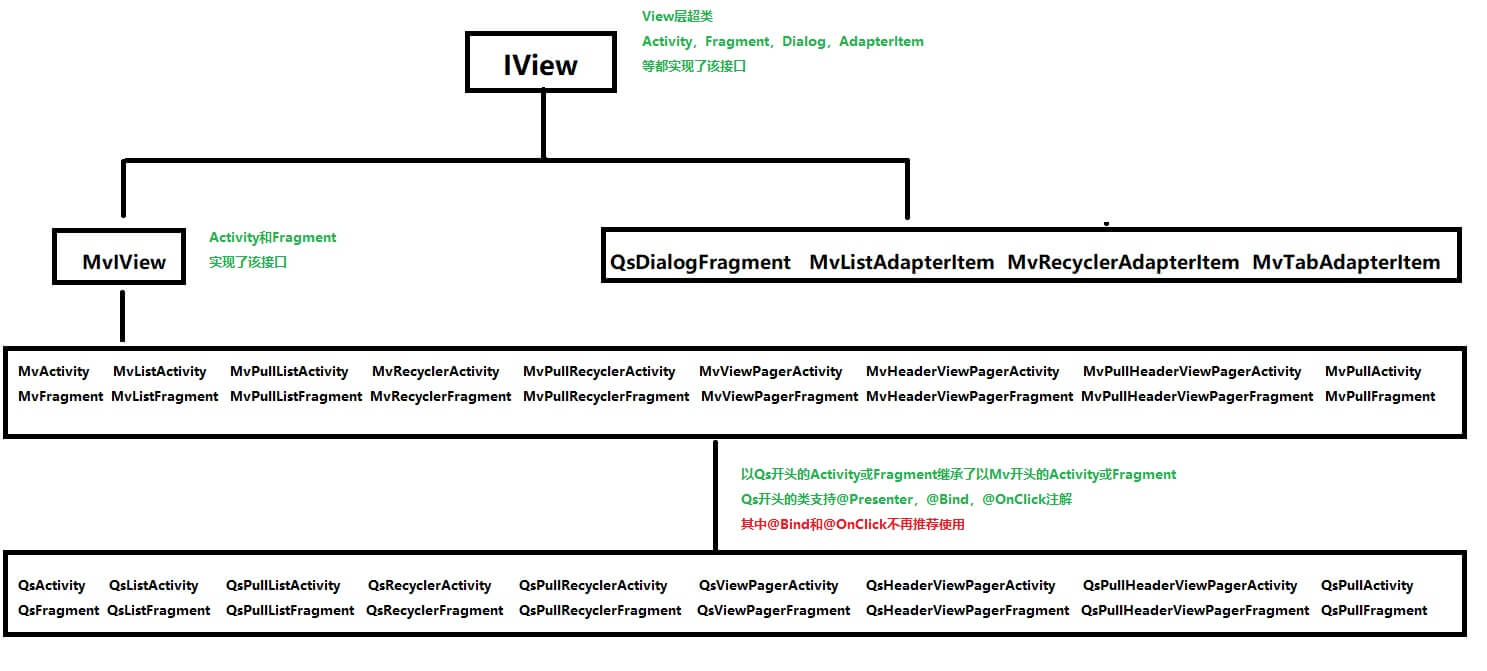 View层超类
IView
Activity，Fragment，Dialog，AdapterItem
等都实现了该接口
MvIView
Activity和Fragment
实现了该接口
QsDialogFragment MvListAdapterItem MvRecyclerAdapterItem MvTabAdapterItem
MvActivity MvListActivity MvPullListActivity MvRecyclerActivity MvPullRecyclerActivity MvViewPagerActivity MvHeaderViewPagerActivity MvPullHeaderViewPagerActivity MvPullActivity
MvFragment MvListFragment MvPullListFragment MvRecyclerFragment MvPullRecyclerFragment MvViewPagerFragment MvHeaderViewPagerFragment MvPullHeaderViewPagerFragment MvPullFragment
以Qs开头的Activity或Fragment继承了以Mv开头的Activity或Fragment
Qs开头的类支持@Presenter，@Bind，@OnClick注解
其中@Bind和@OnClick不再推荐使用
QsActivity QsListActivity QsPullListActivity QsRecyclerActivity QsPullRecyclerActivity QsViewPagerActivity QsHeaderViewPagerActivity QsPullHeaderViewPagerActivity QsPullActivity
QsFragment QsListFragment QsPullListFragment QsRecyclerFragment QsPullRecyclerFragment QsViewPagerFragment QsHeaderViewPagerFragment QsPullHeaderViewPagerFragment QsPullFragment